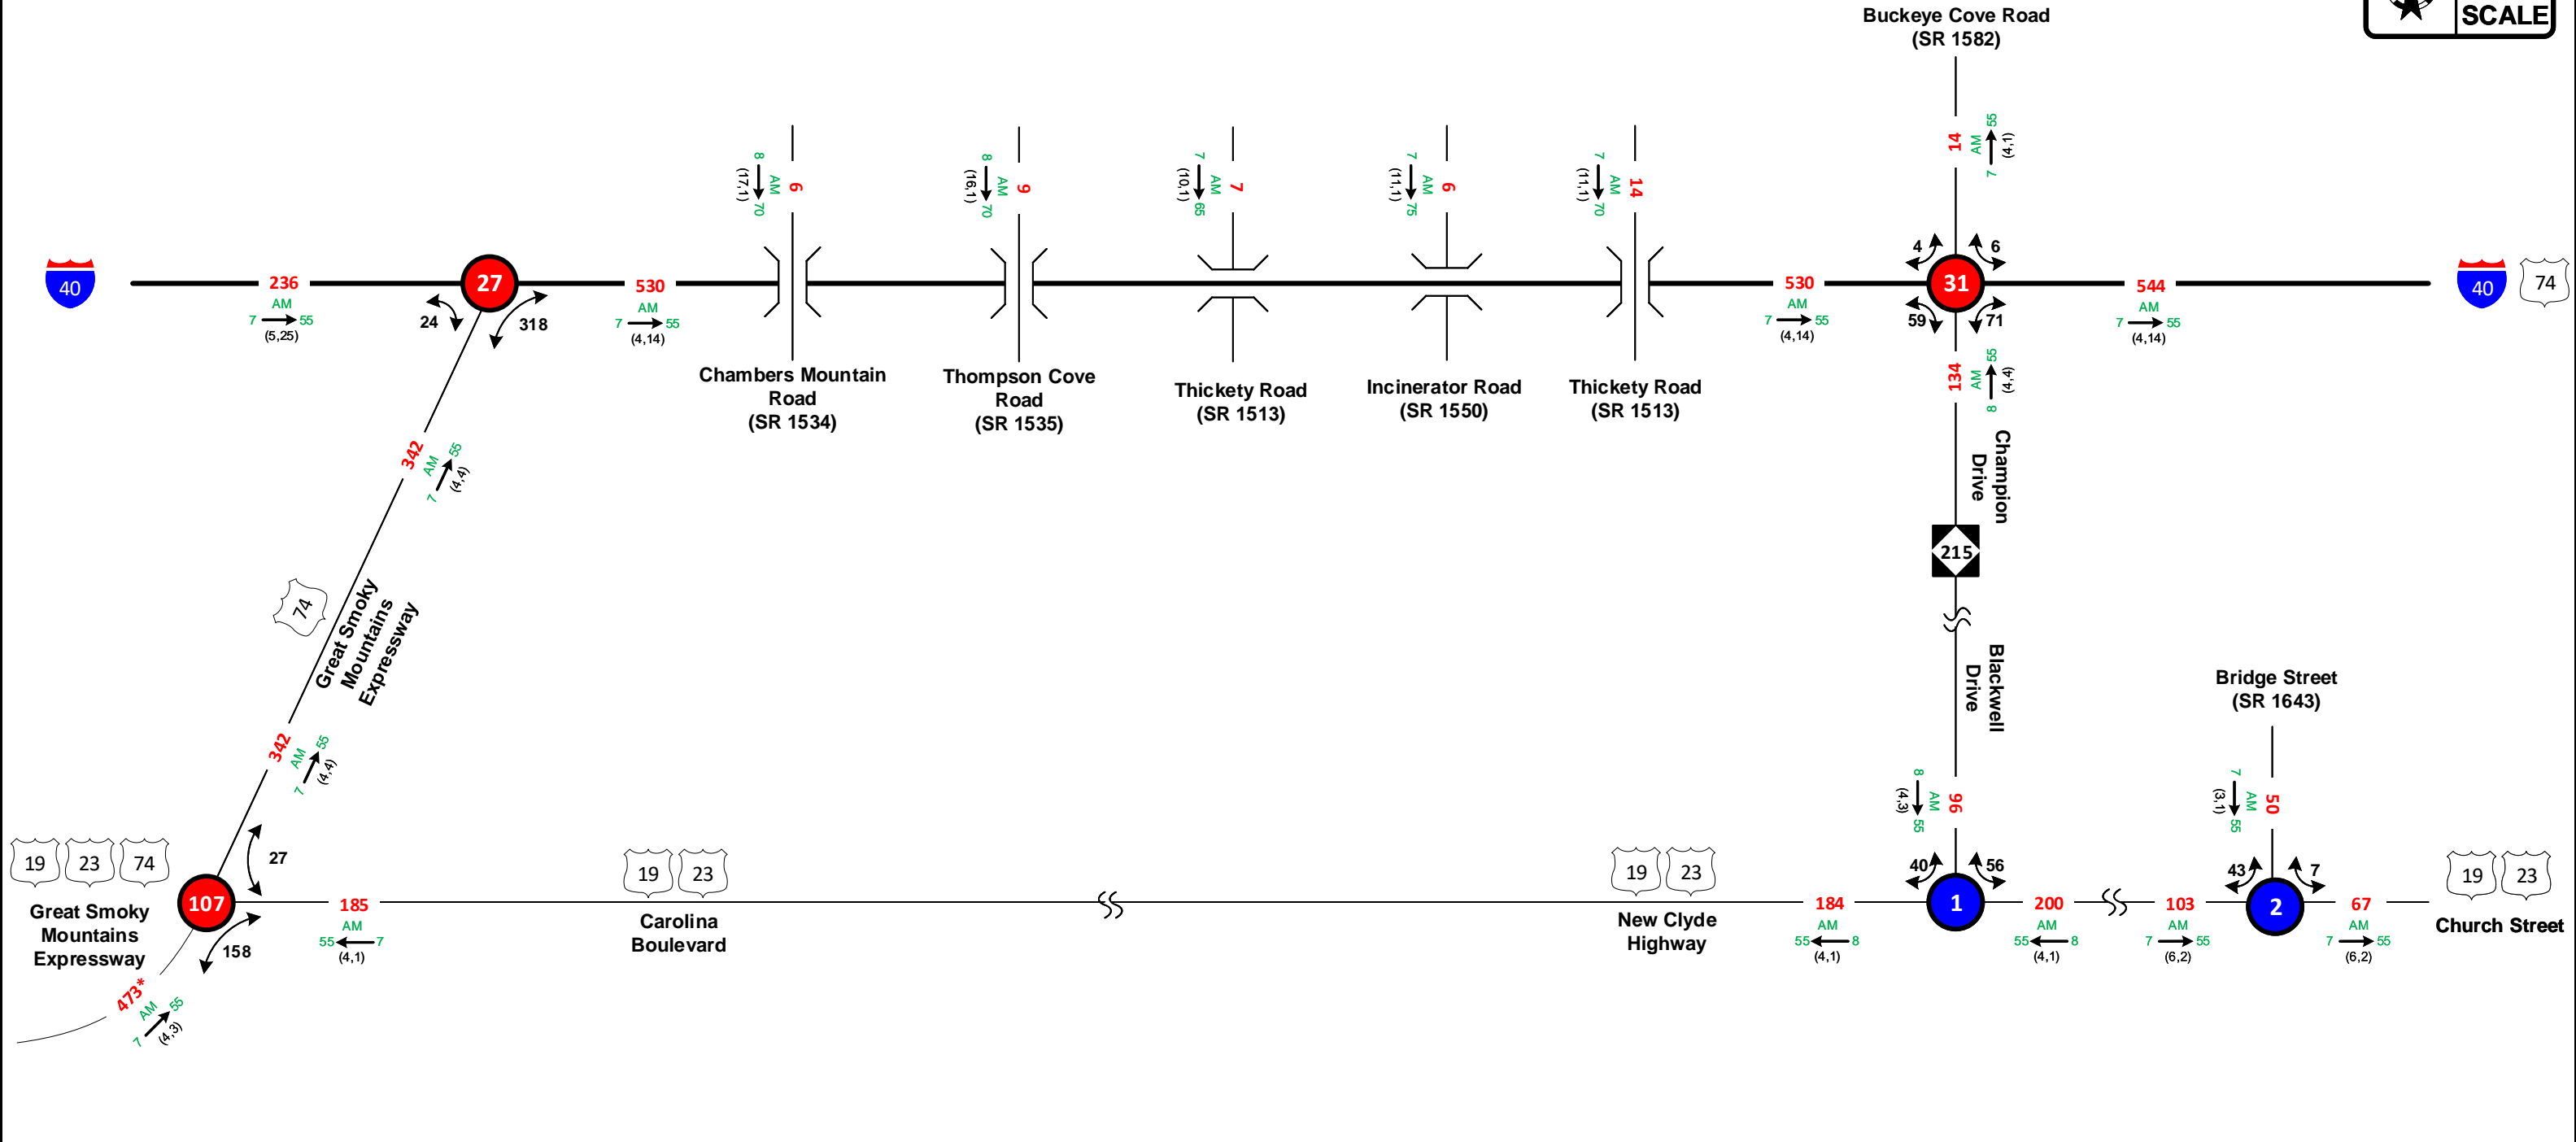 SCALE
Buckeye Cove Road
(SR 1582)
14
AM
7 55
(4,1)
8 70
AM
(17,1)
6
8 70
AM
(16,1)
9
7 65
AM
(10,1)
7
7 75
AM
(11,1)
6
7 70
AM
(11,1)
14
40
236
AM
7 55
(5,25)
27
24
318
530
AM
7 55
(4,14)
530
AM
7 55
(4,14)
4
6
31
59
71
544
AM
7 55
(4,14)
40
74
Chambers Mountain
Road
(SR 1534)
Thompson Cove
Road
(SR 1535)
Thickety Road
(SR 1513)
Incinerator Road
(SR 1550)
Thickety Road
(SR 1513)
134
AM
8 55
(4,4)
Champion
Drive
342
AM
7 55
(4,4)
215
74
Great Smoky
Mountains
Expressway
Blackwell
Drive
Bridge Street
(SR 1643)
342
AM
7 55
(4,4)
96
AM
8 55
(4,3)
50
AM
7 55
(3,1)
19
23
74
27
107
158
Great Smoky
Mountains
Expressway
473*
AM
7 55
(4,3)
185
AM
55 7
(4,1)
19
23
Carolina
Boulevard
19
23
New Clyde
Highway
184
AM
55 8
(4,1)
40
56
1
200
AM
55 8
(4,1)
103
AM
7 55
(6,2)
43
7
2
67
AM
7 55
(6,2)
19
23
Church Street